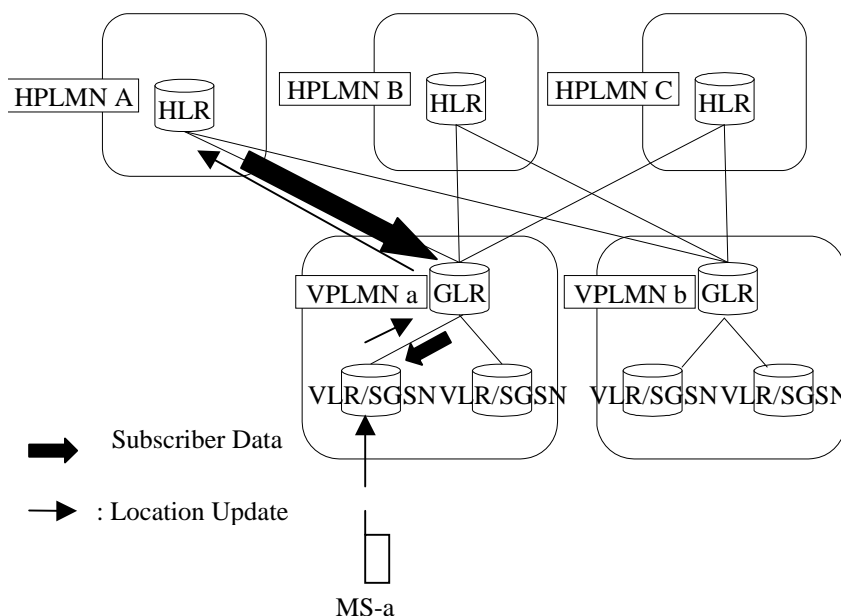 HPLMN A
HLR
HPLMN B
HLR
HPLMN C
HLR
VPLMN a
GLR
VPLMN b
GLR
VLR/SGSN
VLR/SGSN
VLR/SGSN
VLR/SGSN
Subscriber Data
: Location Update
MS-a